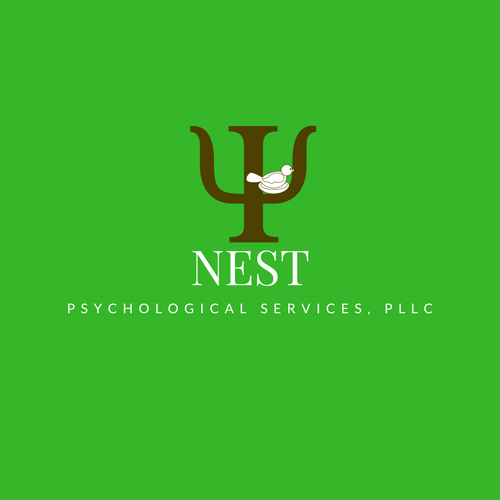 Ψ
NEST
PSYCHOLOGICAL SERVICES, PLLC